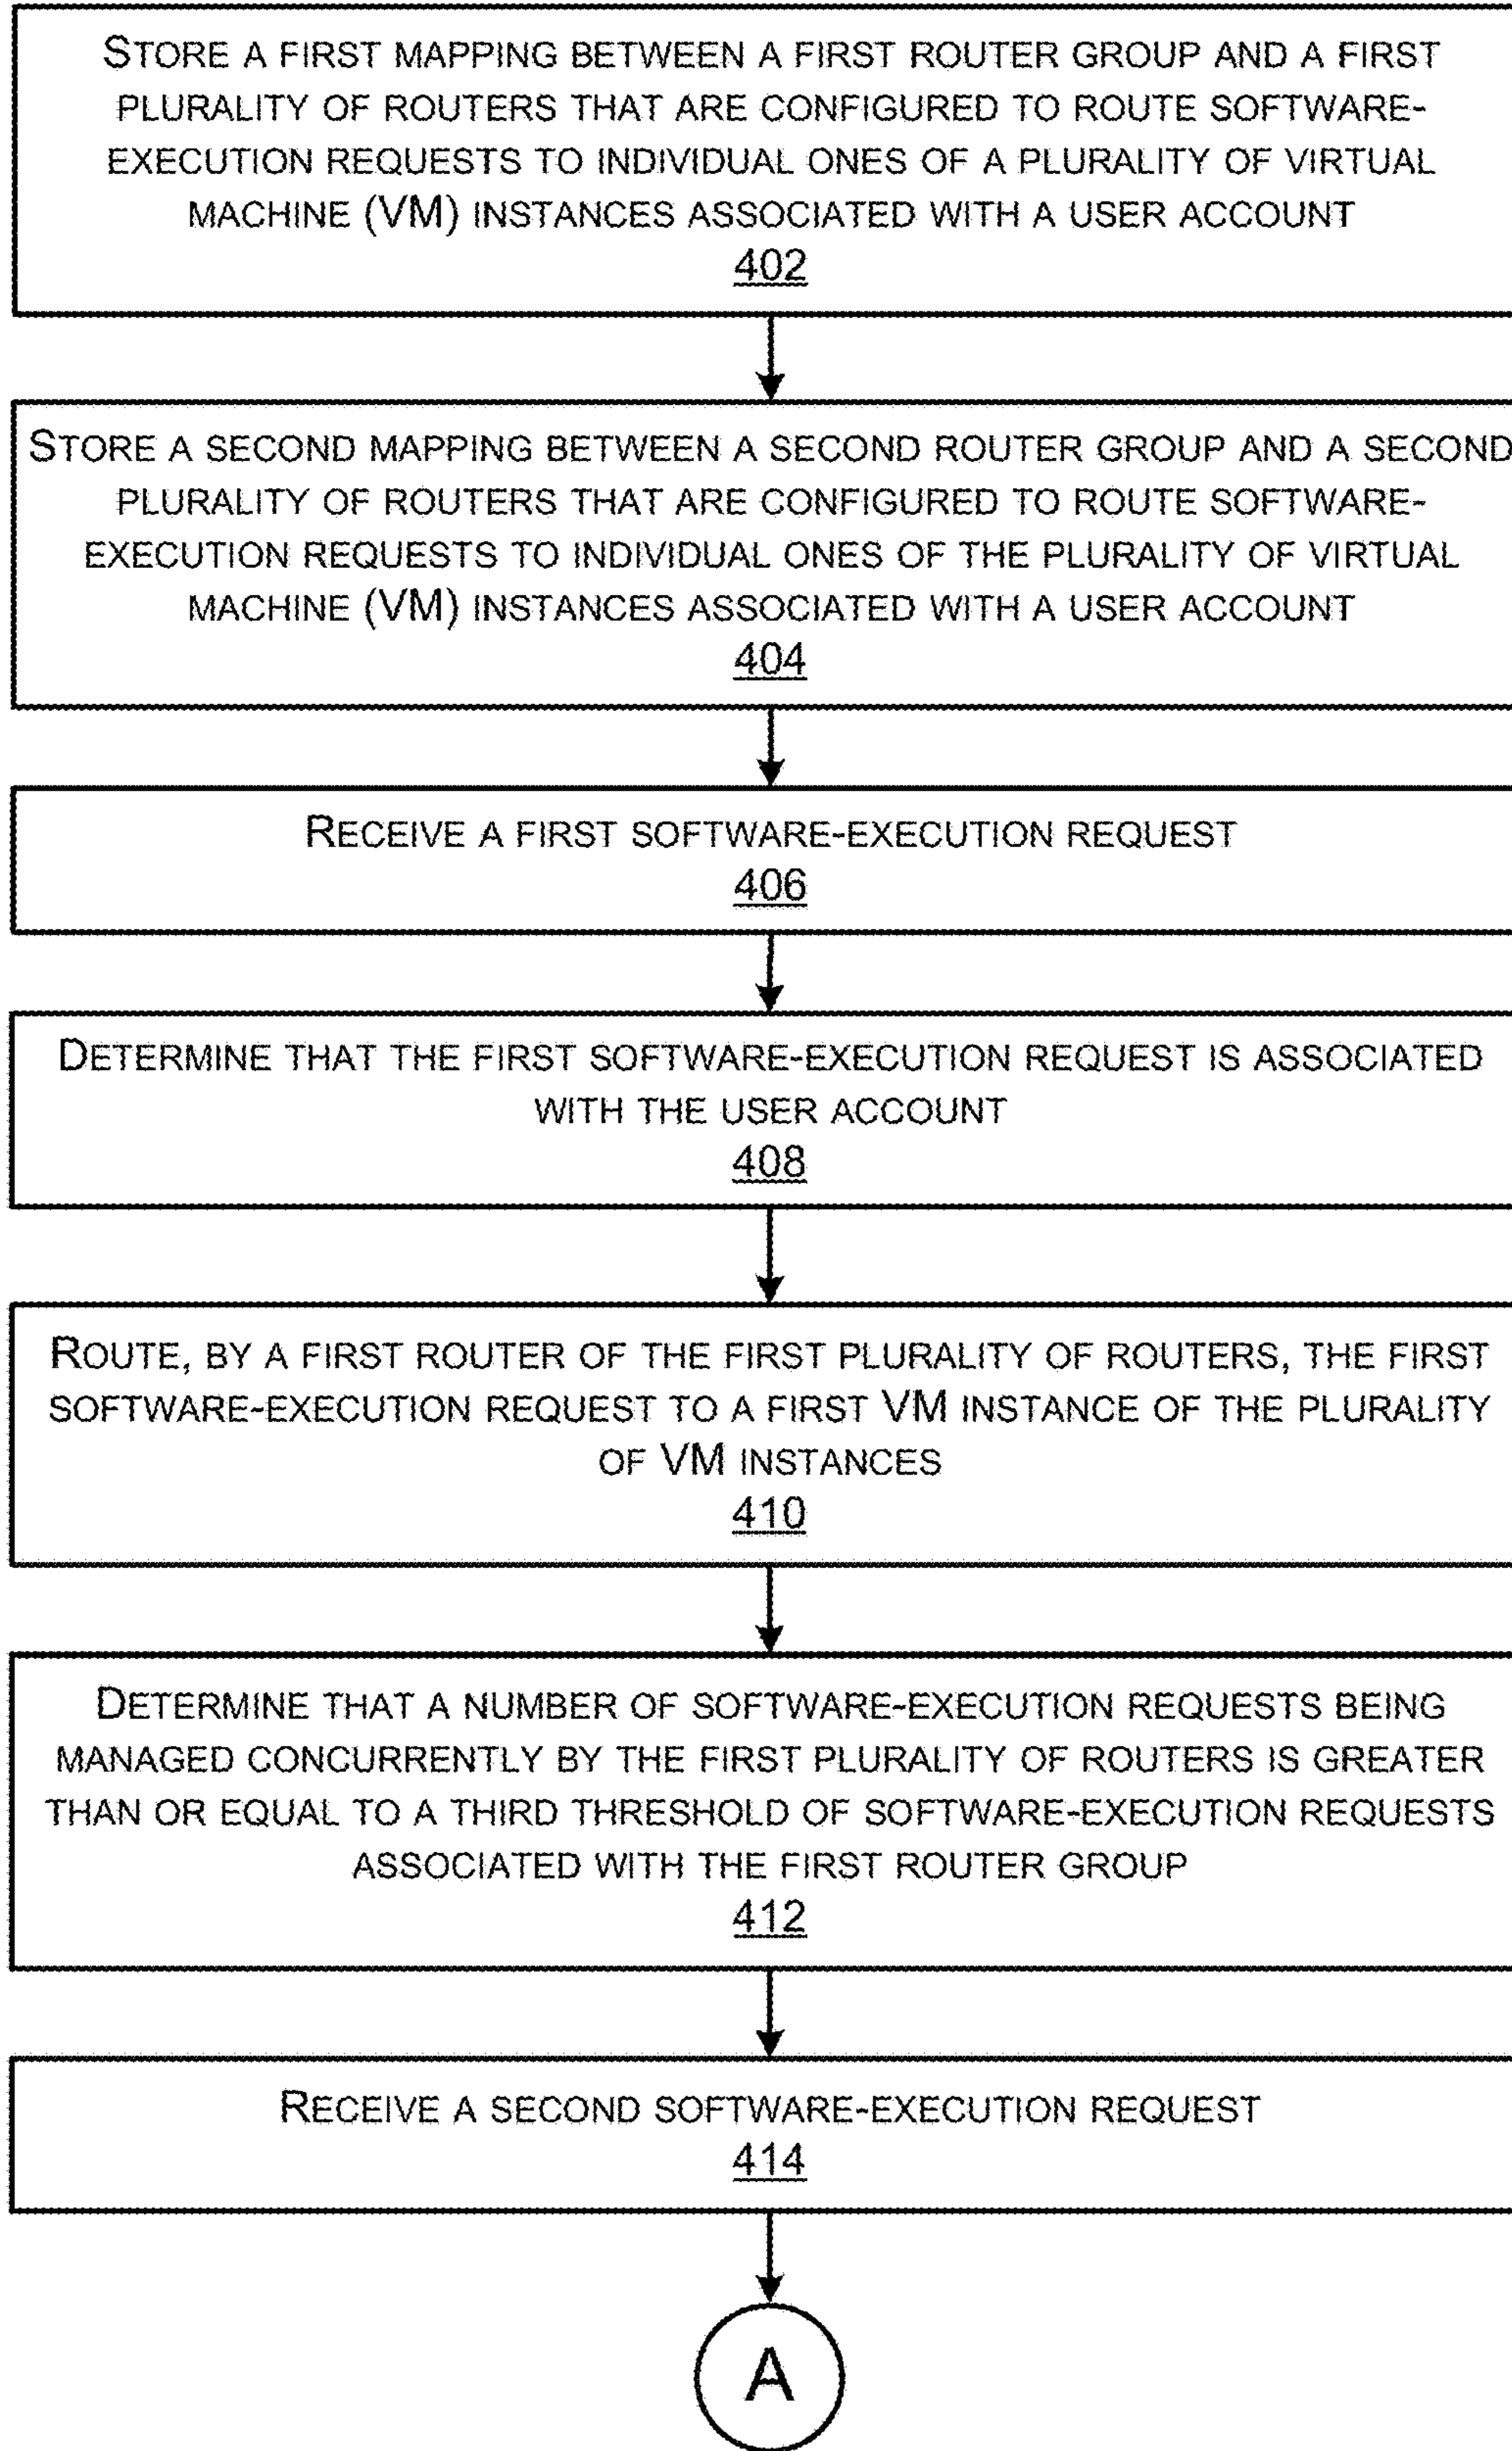 STORE A FIRST MAPPING BETWEEN A FIRST ROUTER GROUP AND A FIRST
PLURALITY OF ROUTERS THAT ARE CONFIGURED TO ROUTE SOFTWARE-
EXECUTION REQUESTS TO INDIVIDUAL ONES OF A PLURALITY OF VIRTUAL
MACHINE (VM) INSTANCES ASSOCIATED WITH A USER ACCOUNT
402
STORE A SECOND MAPPING BETWEEN A SECOND ROUTER GROUP AND A SECOND
PLURALITY OF ROUTERS THAT ARE CONFIGURED TO ROUTE SOFTWARE-
EXECUTION REQUESTS TO INDIVIDUAL ONES OF THE PLURALITY OF VIRTUAL
MACHINE (VM) INSTANCES ASSOCIATED WITH A USER ACCOUNT
404
RECEIVE A FIRST SOFTWARE-EXECUTION REQUEST
406
DETERMINE THAT THE FIRST SOFTWARE-EXECUTION REQUEST IS ASSOCIATED
WITH THE USER ACCOUNT
408
ROUTE, BY A FIRST ROUTER OF THE FIRST PLURALITY OF ROUTERS, THE FIRST
SOFTWARE-EXECUTION REQUEST TO A FIRST VM INSTANCE OF THE PLURALITY
OF VM INSTANCES
410
DETERMINE THAT A NUMBER OF SOFTWARE-EXECUTION REQUESTS BEING
MANAGED CONCURRENTLY BY THE FIRST PLURALITY OF ROUTERS IS GREATER
THAN OR EQUAL TO A THIRD THRESHOLD OF SOFTWARE-EXECUTION REQUESTS
ASSOCIATED WITH THE FIRST ROUTER GROUP
412
RECEIVE A SECOND SOFTWARE-EXECUTION REQUEST
414
A